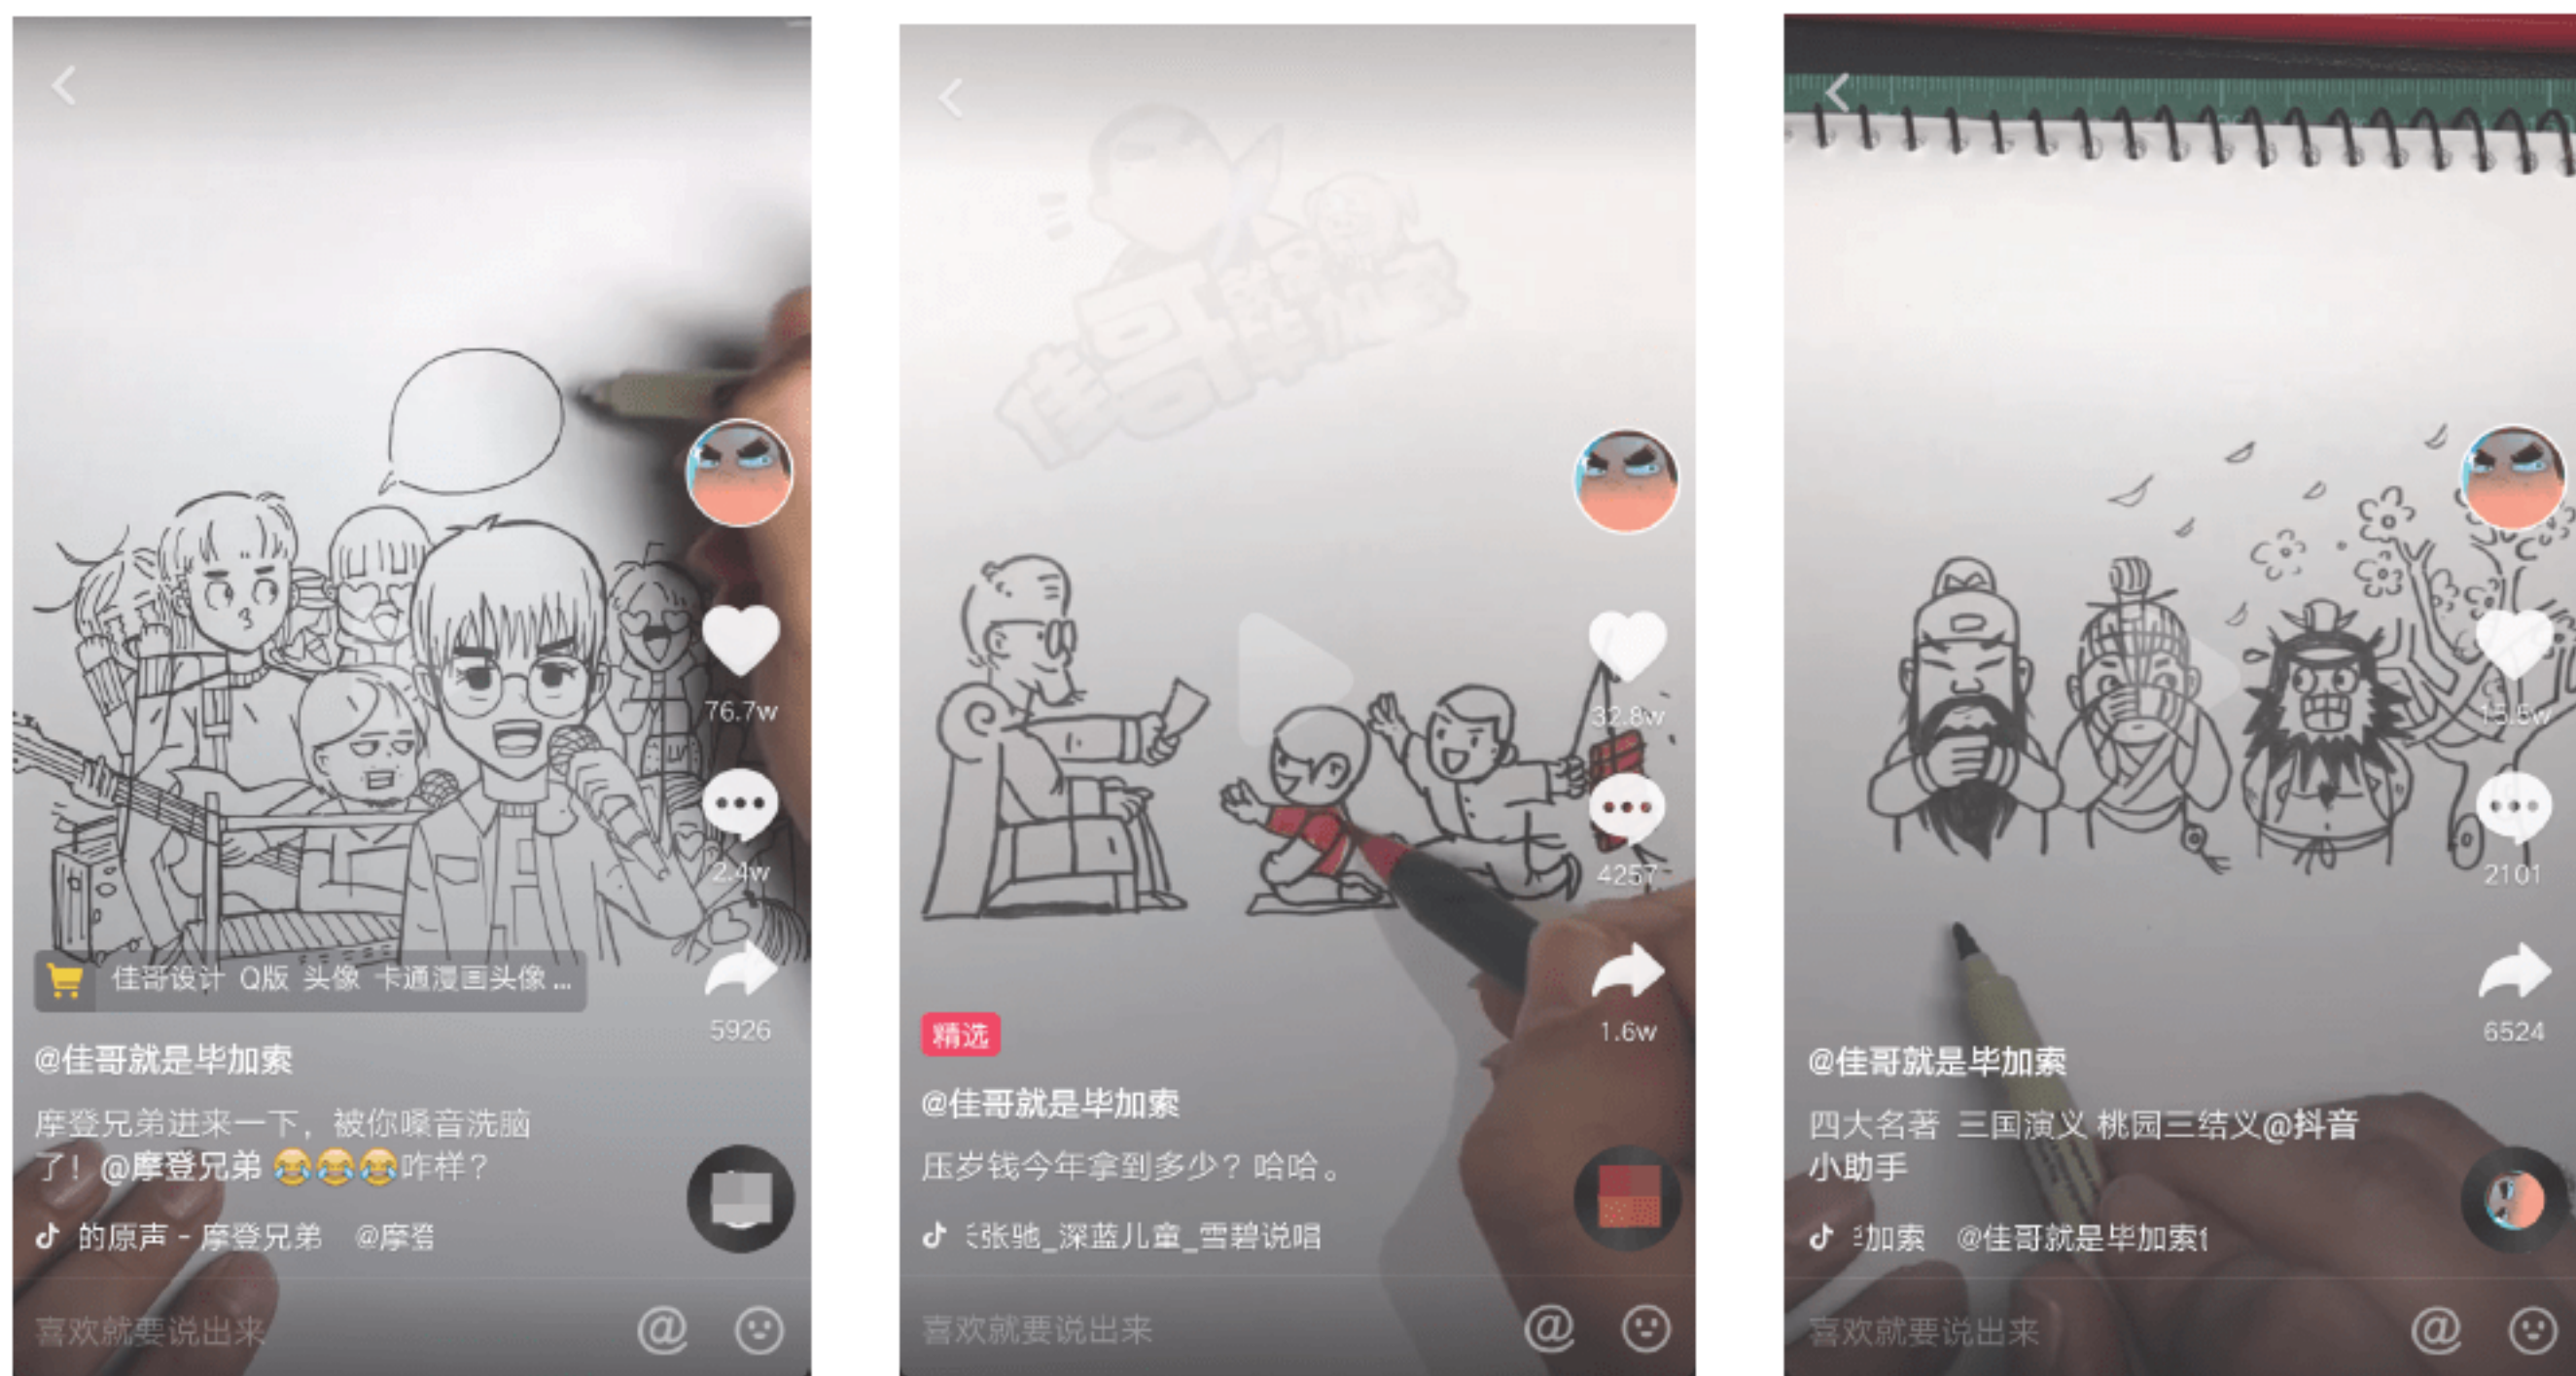 76.7w
2.4w
佳哥设计 Q版 头像 卡通漫画头像...
5926
@佳哥就是毕加索
摩登兄弟进来一下，被你嗓音洗脑
了！@摩登兄弟 😂😂😂咋样？
的原声 - 摩登兄弟 @摩登
喜欢就要说出来
@
佳哥毕加索
32.8w
4257
1.6w
精选
@佳哥就是毕加索
压岁钱今年拿到多少？哈哈。
张驰_深蓝儿童_雪碧说唱
喜欢就要说出来
@
15.6w
2101
6524
@佳哥就是毕加索
四大名著 三国演义 桃园三结义@抖音
小助手
加索 @佳哥就是毕加索
喜欢就要说出来
@